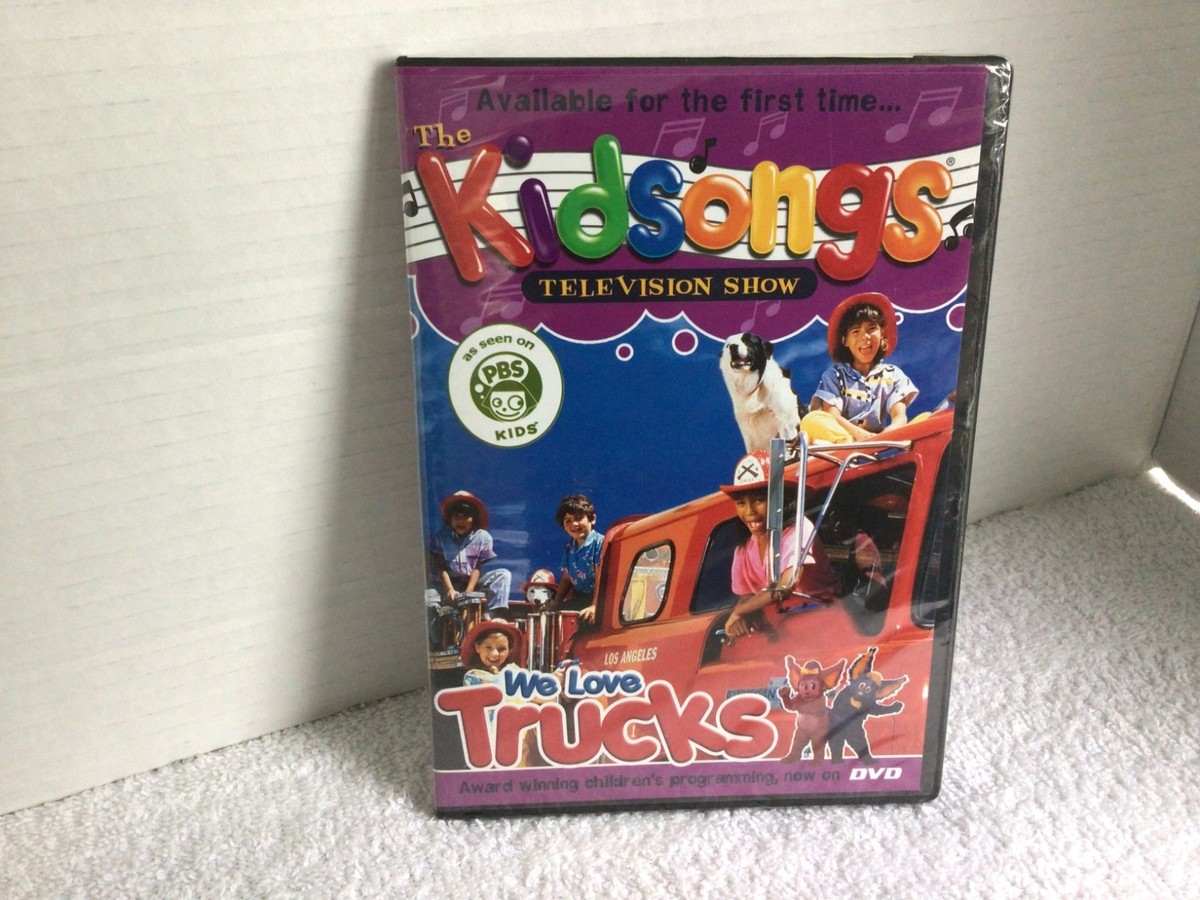 Available for the first time...
The
Kidsongs®
TELEVISION SHOW
as seen on
PBS
KIDS
LOS ANGELES
We Love
Trucks
Award winning children's programming, now on DVD